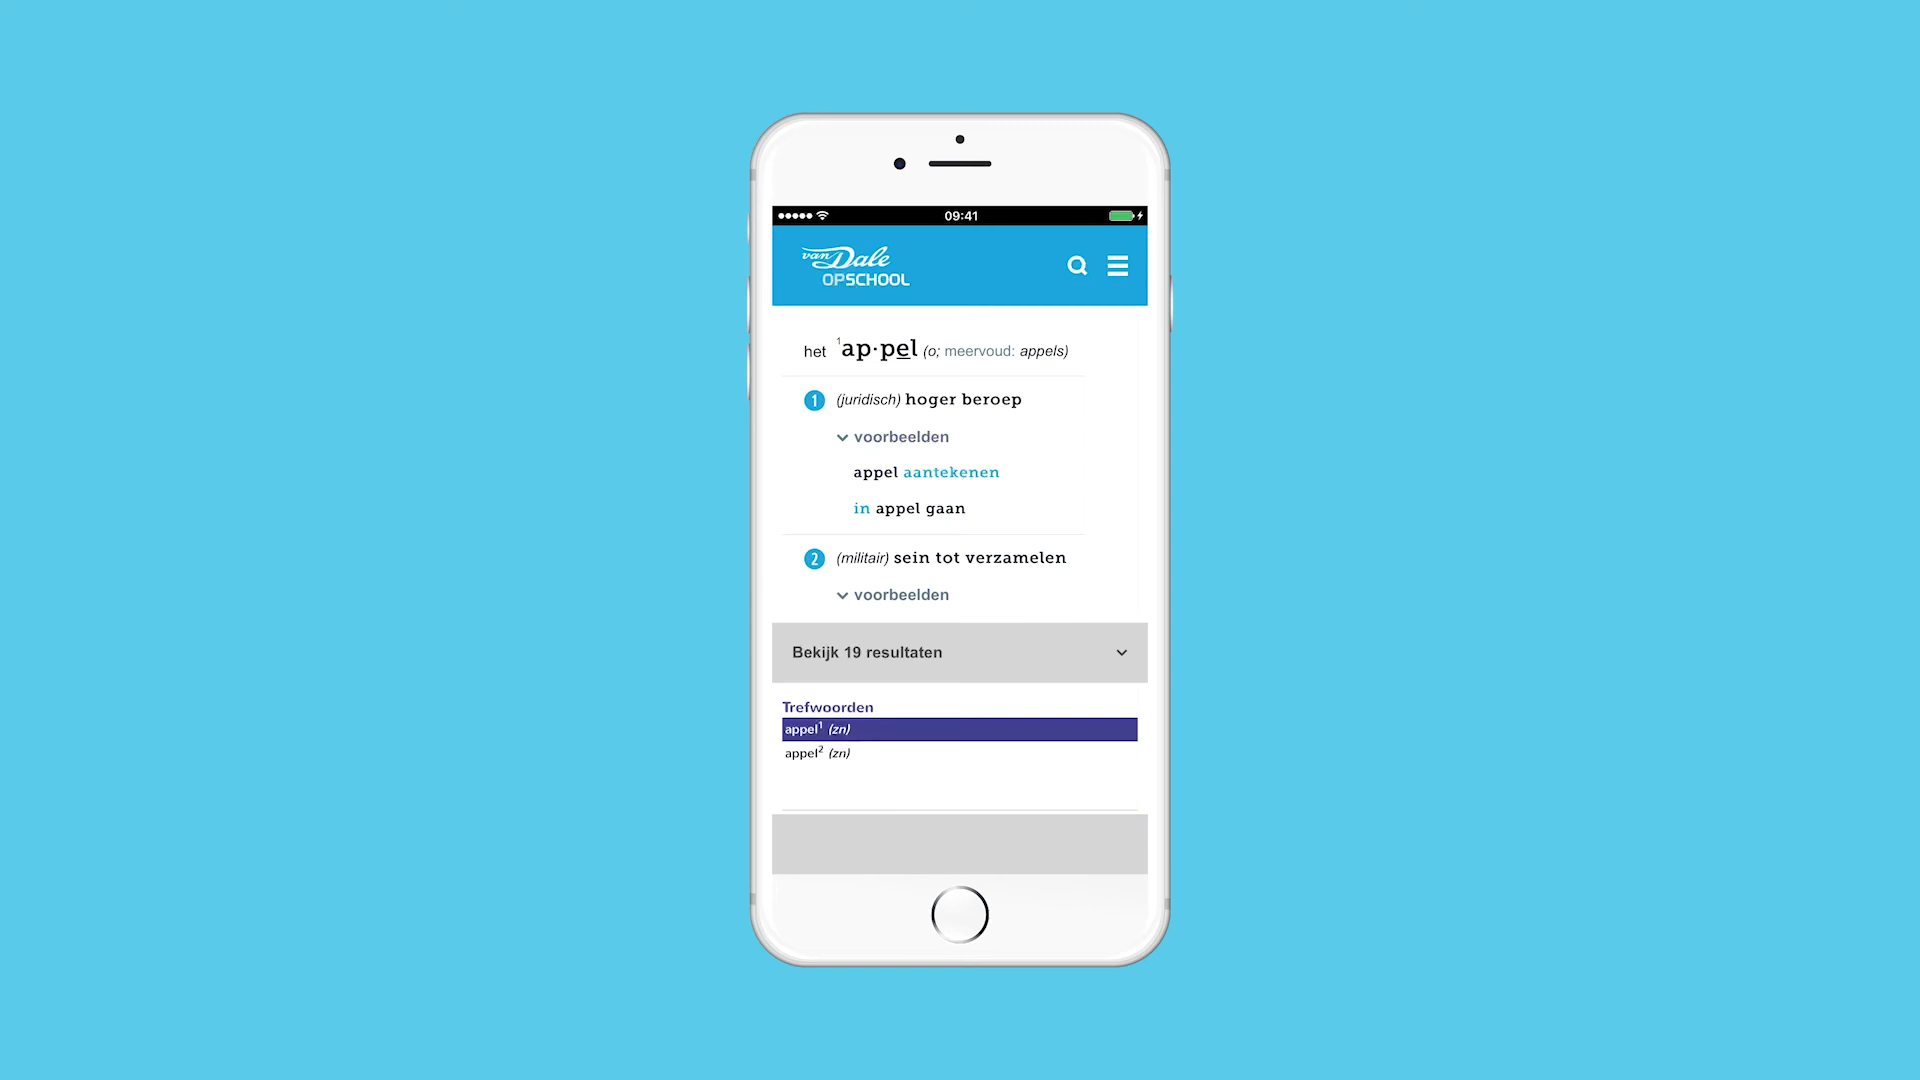 09:41
van Dale
OPSCHOOL
het ¹ap·pel (o; meervoud: appels)
1 (juridisch) hoger beroep
voorbeelden
appel aantekenen
in appel gaan
2 (militair) sein tot verzamelen
voorbeelden
Bekijk 19 resultaten
Trefwoorden
appel¹ (zn)
appel² (zn)